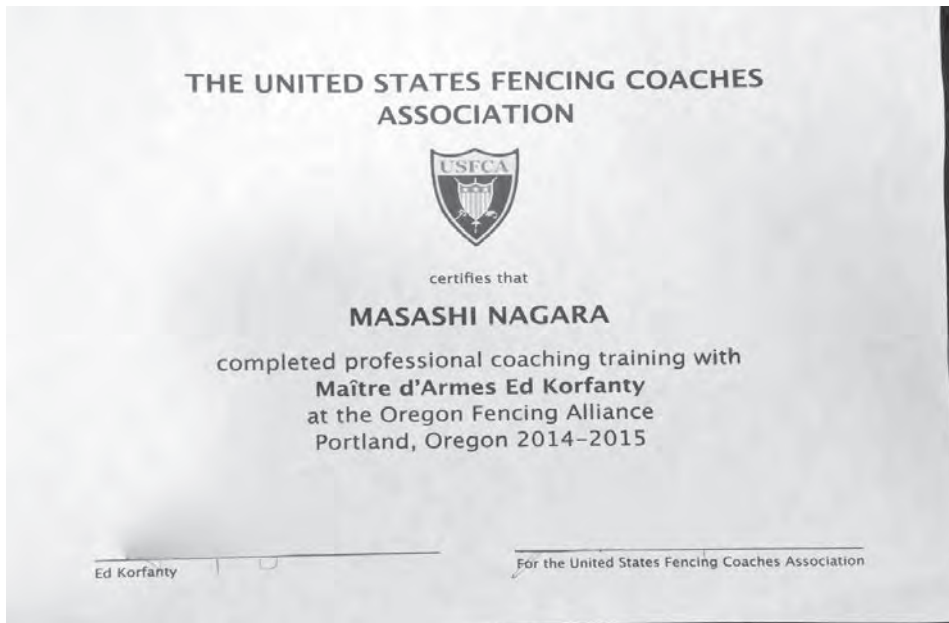 THE UNITED STATES FENCING COACHES
ASSOCIATION
USFCA
certifies that
MASASHI NAGARA
completed professional coaching training with
Maître d'Armes Ed Korfanty
at the Oregon Fencing Alliance
Portland, Oregon 2014–2015
Ed Korfanty
For the United States Fencing Coaches Association